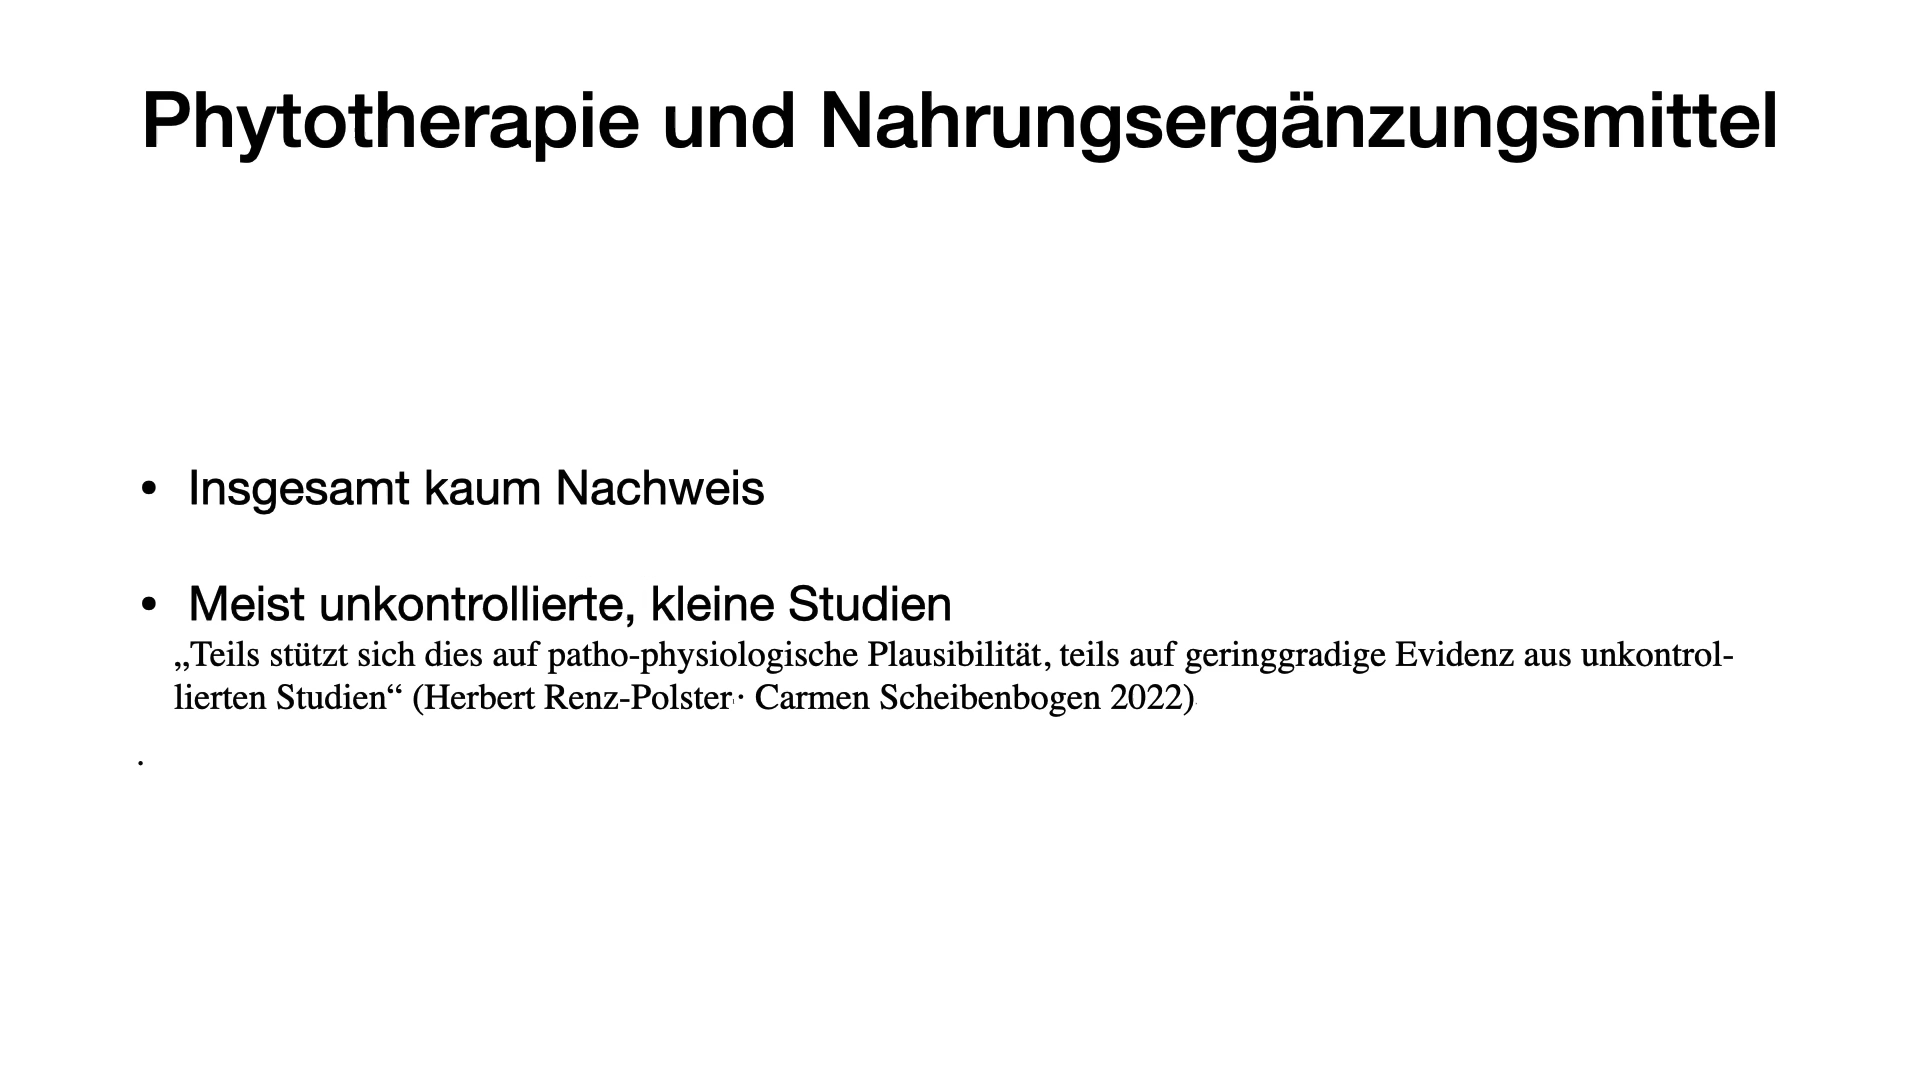 Phytotherapie und Nahrungsergänzungsmittel
• Insgesamt kaum Nachweis
• Meist unkontrollierte, kleine Studien
„Teils stützt sich dies auf patho-physiologische Plausibilität, teils auf geringgradige Evidenz aus unkontrol-
lierten Studien“ (Herbert Renz-Polster · Carmen Scheibenbogen 2022)
.